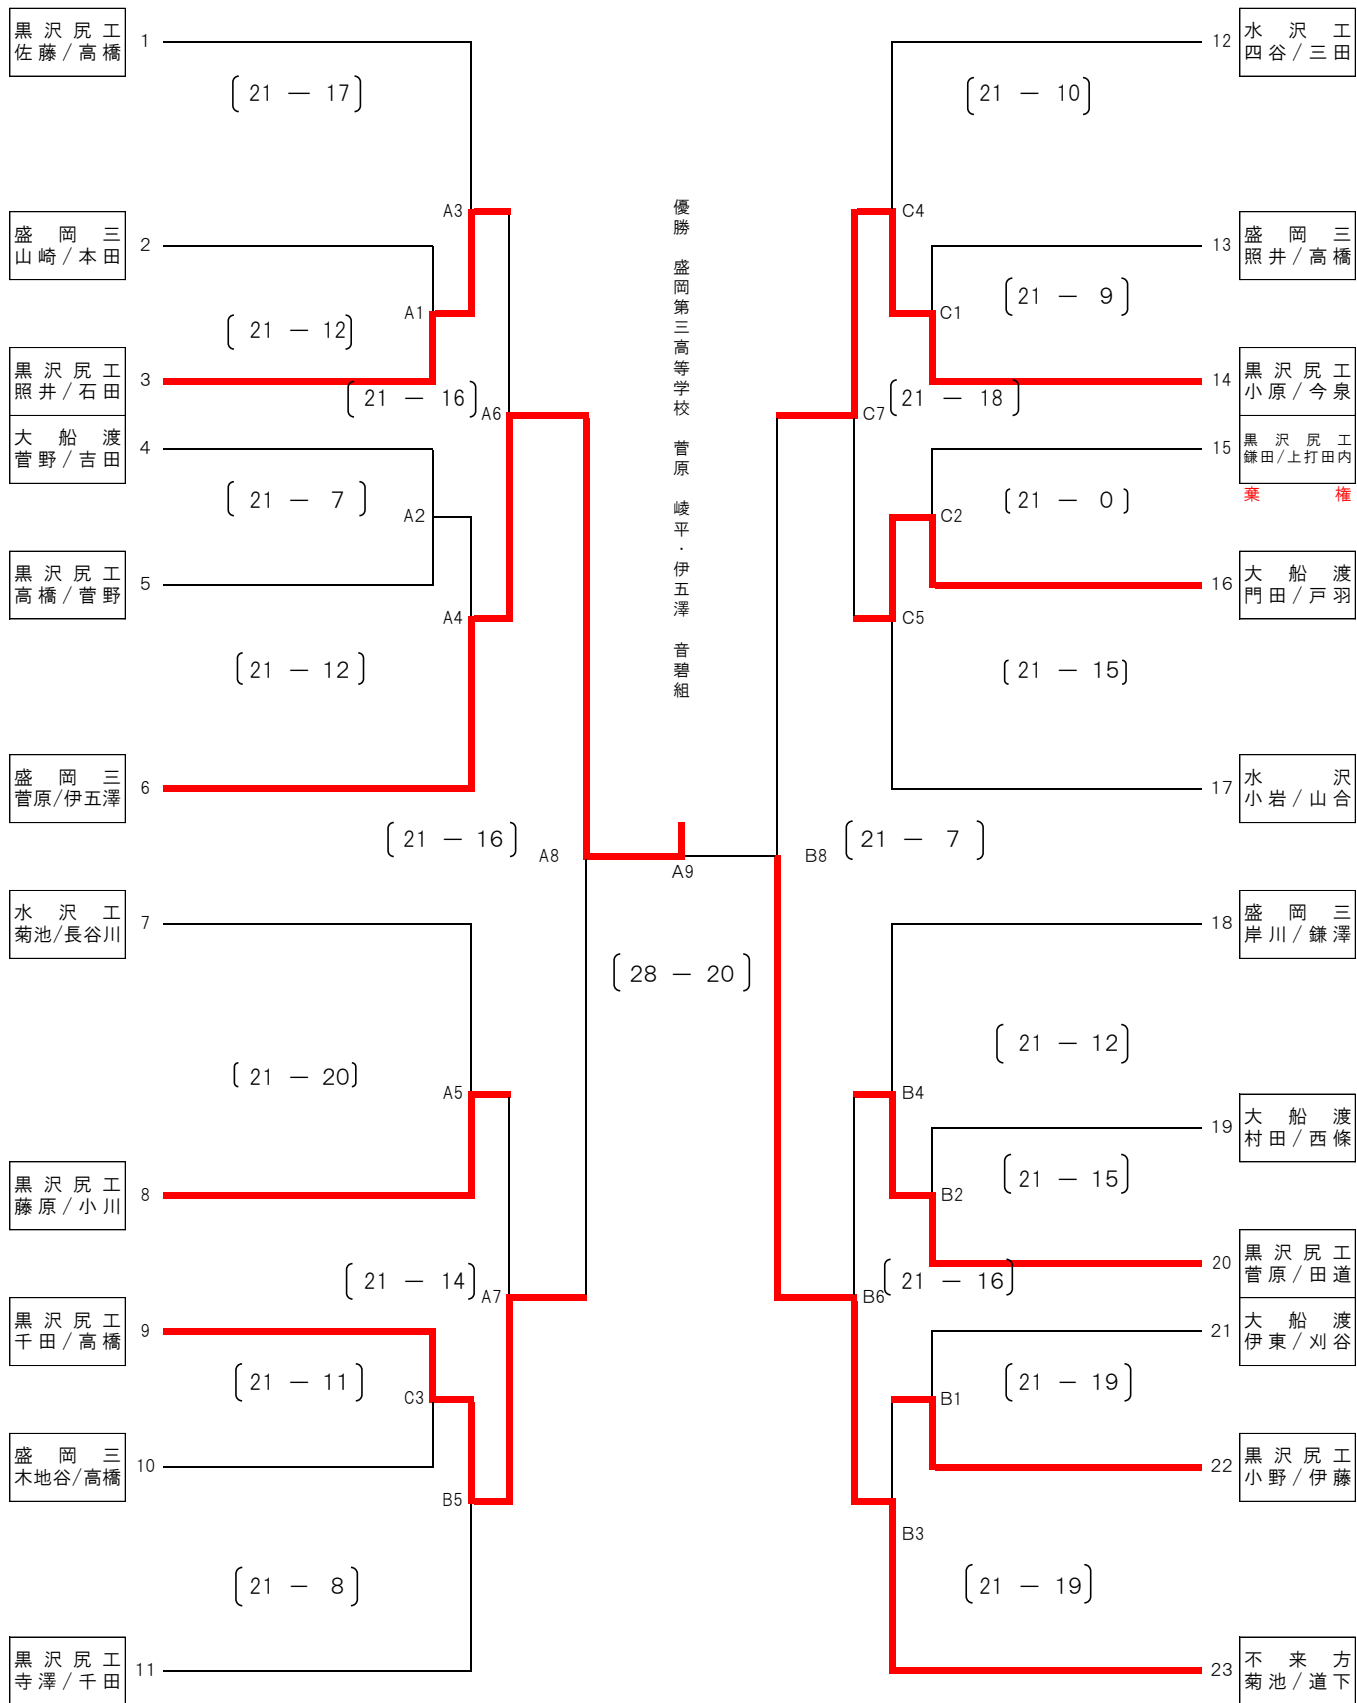 黒沢尻工
佐藤/高橋
1
〔 21 － 17 〕
A3
盛岡三
山崎/本田
2
A1
〔 21 － 12 〕
黒沢尻工
照井/石田
3
〔 21 － 16 〕
A6
大船渡
菅野/吉田
4
〔 21 － 7 〕
A2
黒沢尻工
高橋/菅野
5
A4
〔 21 － 12 〕
盛岡三
菅原/伊五澤
6
〔 21 － 16 〕
A8
水沢工
菊池/長谷川
7
〔 21 － 20 〕
A5
黒沢尻工
藤原/小川
8
〔 21 － 14 〕
A7
黒沢尻工
千田/高橋
9
〔 21 － 11 〕
C3
盛岡三
木地谷/高橋
10
B5
〔 21 － 8 〕
黒沢尻工
寺澤/千田
11
優勝　盛岡第三高等学校　菅原　崚平・伊五澤　音碧組
A9
〔 28 － 20 〕
12
水沢工
四谷/三田
〔 21 － 10 〕
C4
13
盛岡三
照井/高橋
〔 21 － 9 〕
C1
14
黒沢尻工
小原/今泉
C7
〔 21 － 18 〕
15
黒沢尻工
鎌田/上打田内
棄権
〔 21 － 0 〕
C2
16
大船渡
門田/戸羽
C5
〔 21 － 15 〕
17
水沢
小岩/山合
B8
〔 21 － 7 〕
18
盛岡三
岸川/鎌澤
〔 21 － 12 〕
B4
19
大船渡
村田/西條
〔 21 － 15 〕
B2
20
黒沢尻工
菅原/田道
B6
〔 21 － 16 〕
21
大船渡
伊東/刈谷
〔 21 － 19 〕
B1
22
黒沢尻工
小野/伊藤
B3
〔 21 － 19 〕
23
不来方
菊池/道下